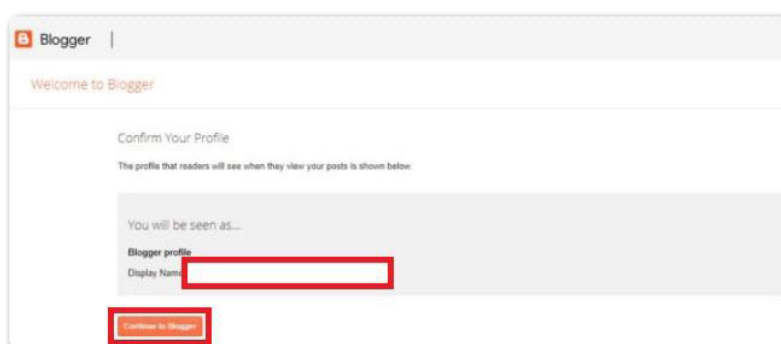 Blogger
Welcome to Blogger
Confirm Your Profile
The profile that readers will see when they view your posts is shown below.
You will be seen as...
Blogger profile
Display Name
Continue to Blogger